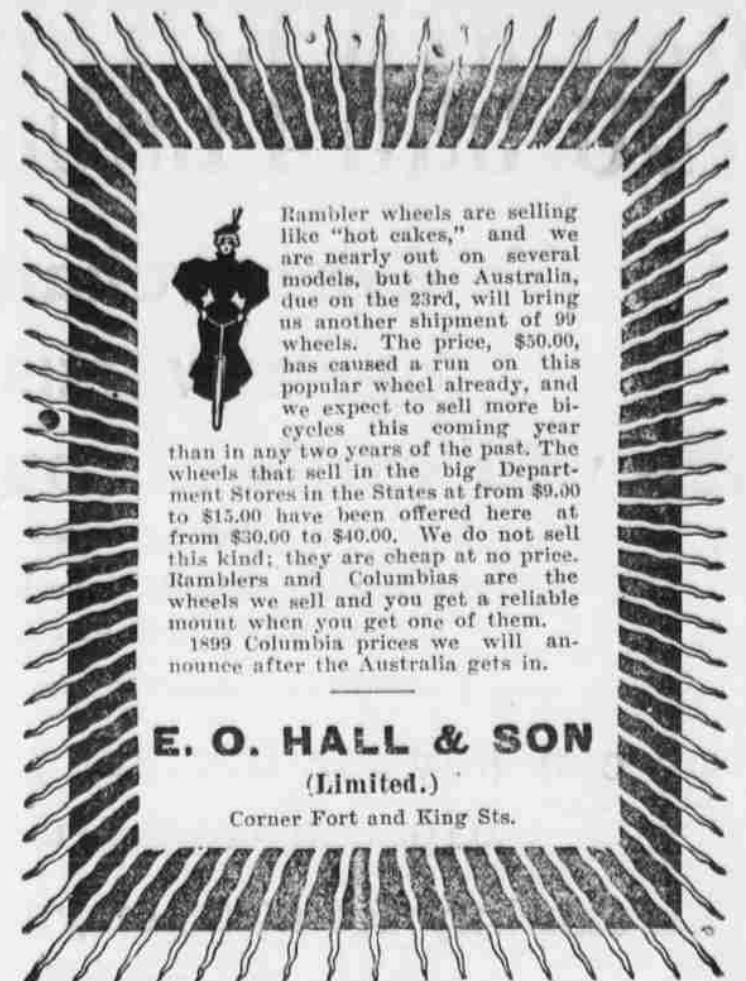 Rambler wheels are selling
like "hot cakes," and we
are nearly out on several
models, but the Australia,
due on the 23rd, will bring
us another shipment of 99
wheels. The price, $50.00,
has caused a run on this
popular wheel already, and
we expect to sell more bi-
cycles this coming year
than in any two years of the past. The
wheels that sell in the big Depart-
ment Stores in the States at from $9.00
to $15.00 have been offered here at
from $30.00 to $40.00. We do not sell
this kind; they are cheap at no price.
Ramblers and Columbias are the
wheels we sell and you get a reliable
mount when you get one of them.
1899 Columbia prices we will an-
nounce after the Australia gets in.
E. O. HALL & SON
(Limited.)
Corner Fort and King Sts.